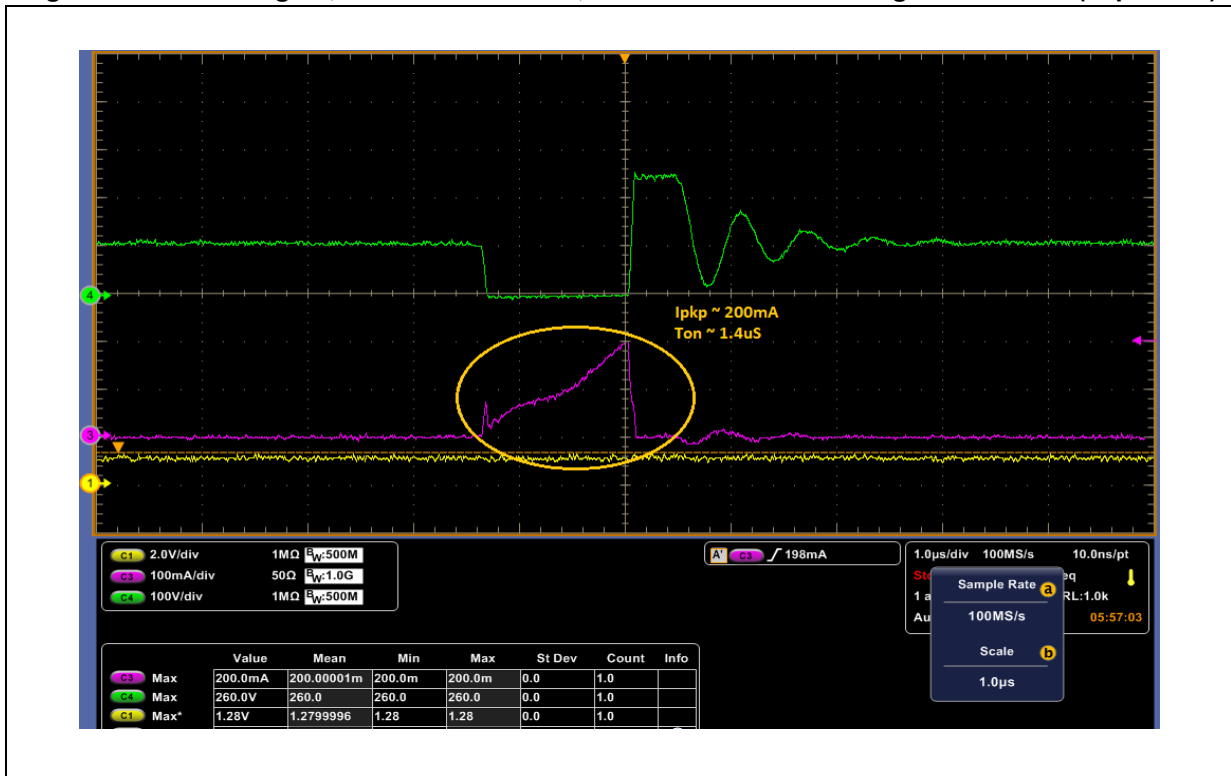 4
Ipkp ~ 200mA
Ton ~ 1.4uS
3
1
C1 2.0V/div 1MΩ BW:500M
C3 100mA/div 50Ω BW:1.0G
C4 100V/div 1MΩ BW:500M
A' C3 198mA
1.0µs/div 100MS/s 10.0ns/pt
RL:1.0k
05:57:03
Sample Rate a
100MS/s
Scale b
1.0µs
Value Mean Min Max St Dev Count Info
C3 Max 200.0mA 200.00001m 200.0m 200.0m 0.0 1.0
C4 Max 260.0V 260.0 260.0 260.0 0.0 1.0
C1 Max* 1.28V 1.2799996 1.28 1.28 0.0 1.0